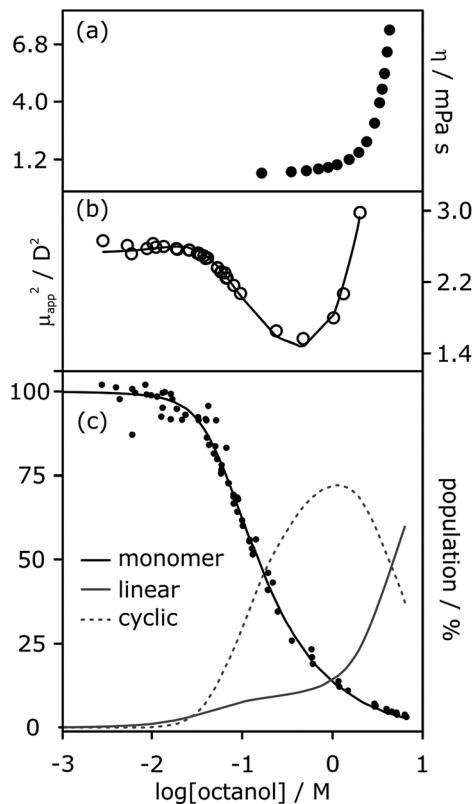 (a)
6.8
4.0
1.2
η / mPa s
(b)
μapp² / D²
3.0
2.2
1.4
(c)
100
75
50
25
0
monomer
linear
cyclic
population / %
-3 -2 -1 0 1
log[octanol] / M